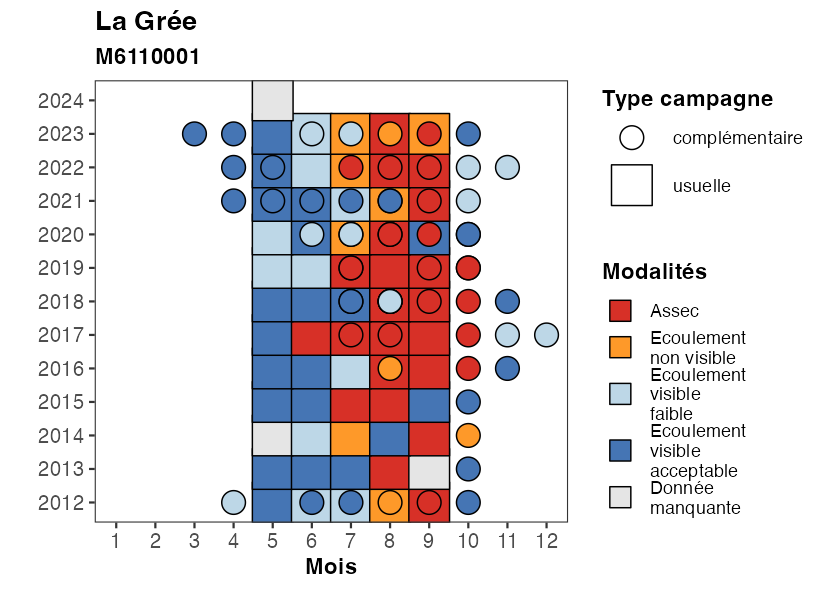 La Grée
M6110001
2024
2023
2022
2021
2020
2019
2018
2017
2016
2015
2014
2013
2012
1 2 3 4 5 6 7 8 9 10 11 12
Mois
Type campagne
complémentaire
usuelle
Modalités
Assec
Ecoulement
non visible
Ecoulement
visible
faible
Ecoulement
visible
acceptable
Donnée
manquante